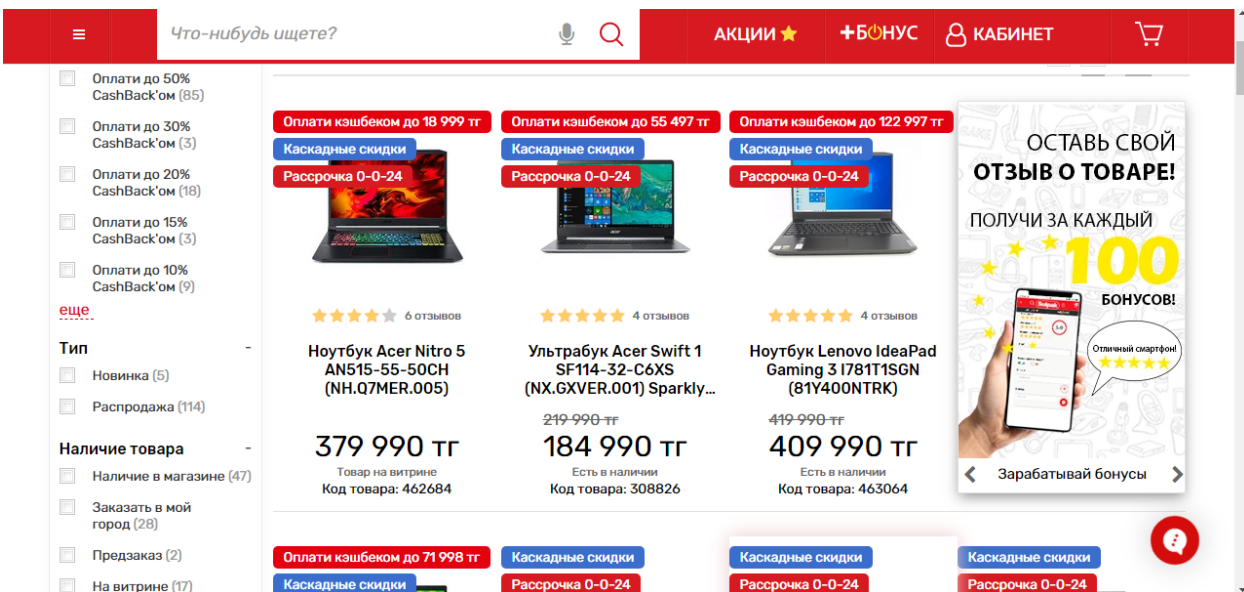 Что-нибудь ищете?
АКЦИИ
+БОНУС
КАБИНЕТ
Оплати до 50%
CashBack'ом (85)
Оплати до 30%
CashBack'ом (3)
Оплати до 20%
CashBack'ом (18)
Оплати до 15%
CashBack'ом (3)
Оплати до 10%
CashBack'ом (9)
еще
Тип -
Новинка (5)
Распродажа (114)
Наличие товара -
Наличие в магазине (47)
Заказать в мой
город (28)
Предзаказ (2)
На витрине (17)
Оплати кэшбеком до 18 999 тг
Каскадные скидки
Рассрочка 0-0-24
6 отзывов
Ноутбук Acer Nitro 5
AN515-55-50CH
(NH.Q7MER.005)
379 990 тг
Товар на витрине
Код товара: 462684
Оплати кэшбеком до 55 497 тг
Каскадные скидки
Рассрочка 0-0-24
4 отзывов
Ультрабук Acer Swift 1
SF114-32-C6XS
(NX.GXVER.001) Sparkly...
219 990 тг
184 990 тг
Есть в наличии
Код товара: 308826
Оплати кэшбеком до 122 997 тг
Каскадные скидки
Рассрочка 0-0-24
4 отзывов
Ноутбук Lenovo IdeaPad
Gaming 3 I781T1SGN
(81Y400NTRK)
419 990 тг
409 990 тг
Есть в наличии
Код товара: 463064
ОСТАВЬ СВОЙ
ОТЗЫВ О ТОВАРЕ!
ПОЛУЧИ ЗА КАЖДЫЙ
100
БОНУСОВ!
Отличный смартфон!
Зарабатывай бонусы
Оплати кэшбеком до 71 998 тг
Каскадные скидки
Каскадные скидки
Рассрочка 0-0-24
Каскадные скидки
Рассрочка 0-0-24
Каскадные скидки
Рассрочка 0-0-24